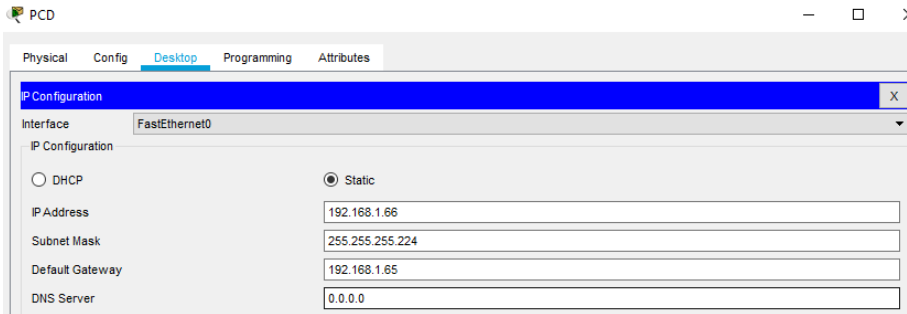 PCD
Physical Config Desktop Programming Attributes
IP Configuration X
Interface FastEthernet0
IP Configuration
DHCP Static
IP Address 192.168.1.66
Subnet Mask 255.255.255.224
Default Gateway 192.168.1.65
DNS Server 0.0.0.0